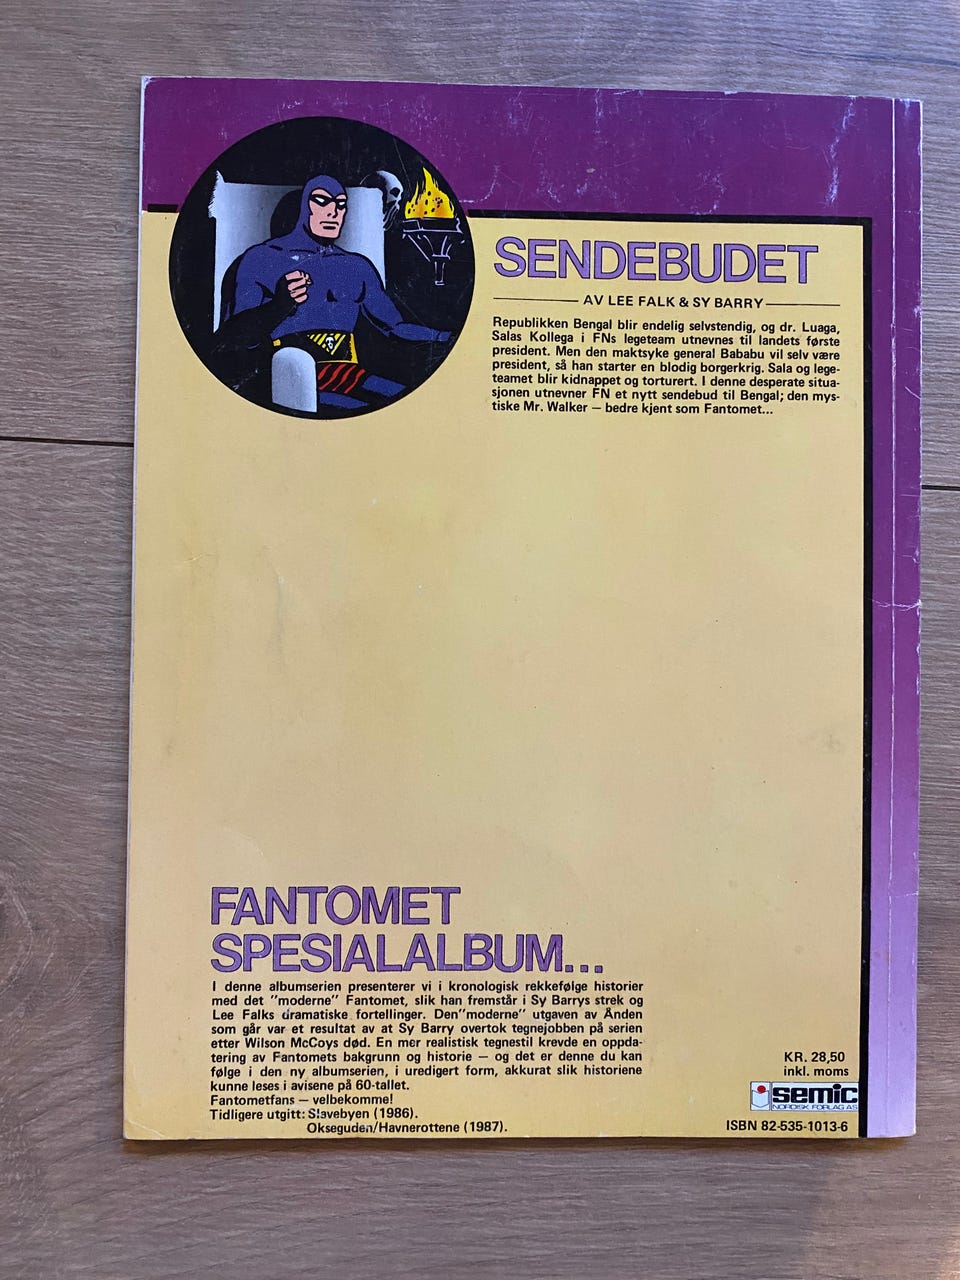 SENDEBUDET
AV LEE FALK & SY BARRY
Republikken Bengal blir endelig selvstendig, og dr. Luaga,
Salas Kollega i FNs legeteam utnevnes til landets første
president. Men den maktsyke general Bababu vil selv være
president, så han starter en blodig borgerkrig. Sala og lege-
teamet blir kidnappet og torturert. I denne desperate situa-
sjonen utnevner FN et nytt sendebud til Bengal; den mys-
tiske Mr. Walker — bedre kjent som Fantomet...
FANTOMET
SPESIALALBUM...
I denne albumserien presenterer vi i kronologisk rekkefølge historier
med det "moderne" Fantomet, slik han fremstår i Sy Barrys strek og
Lee Falks dramatiske fortellinger. Den"moderne" utgaven av Ånden
som går var et resultat av at Sy Barry overtok tegnejobben på serien
etter Wilson McCoys død. En mer realistisk tegnestil krevde en oppda-
tering av Fantomets bakgrunn og historie — og det er denne du kan
følge i den ny albumserien, i uredigert form, akkurat slik historiene
kunne leses i avisene på 60-tallet.
Fantometfans — velbekomme!
Tidligere utgitt: Slavebyen (1986).
Okseguden/Havnerottene (1987).
KR. 28,50
inkl. moms
semic
NORDISK FORLAG AS
ISBN 82-535-1013-6